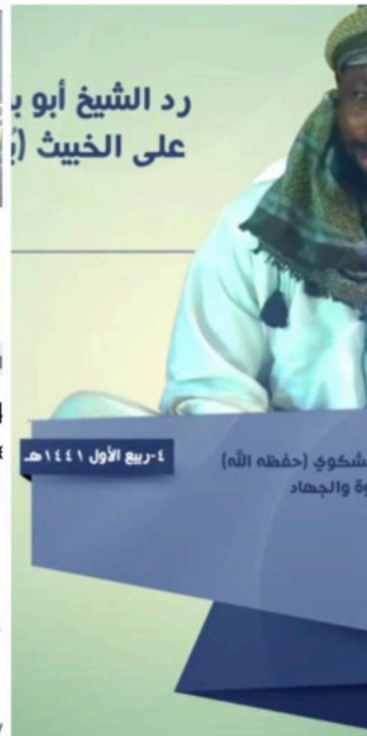 رد الشيخ أبو
على الخبيث
٤-ربيع الأول ١٤٤١هـ
(حفظه الله)
والجهاد